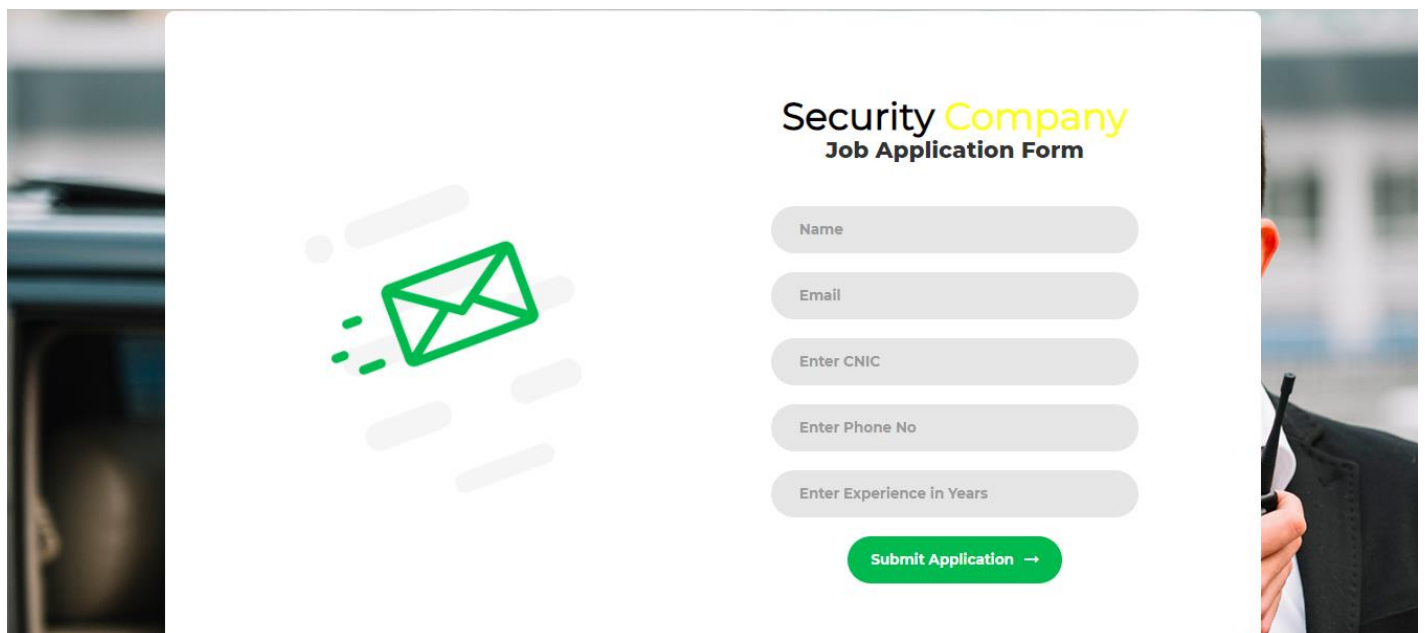 Security Company
Job Application Form
Name
Email
Enter CNIC
Enter Phone No
Enter Experience in Years
Submit Application →